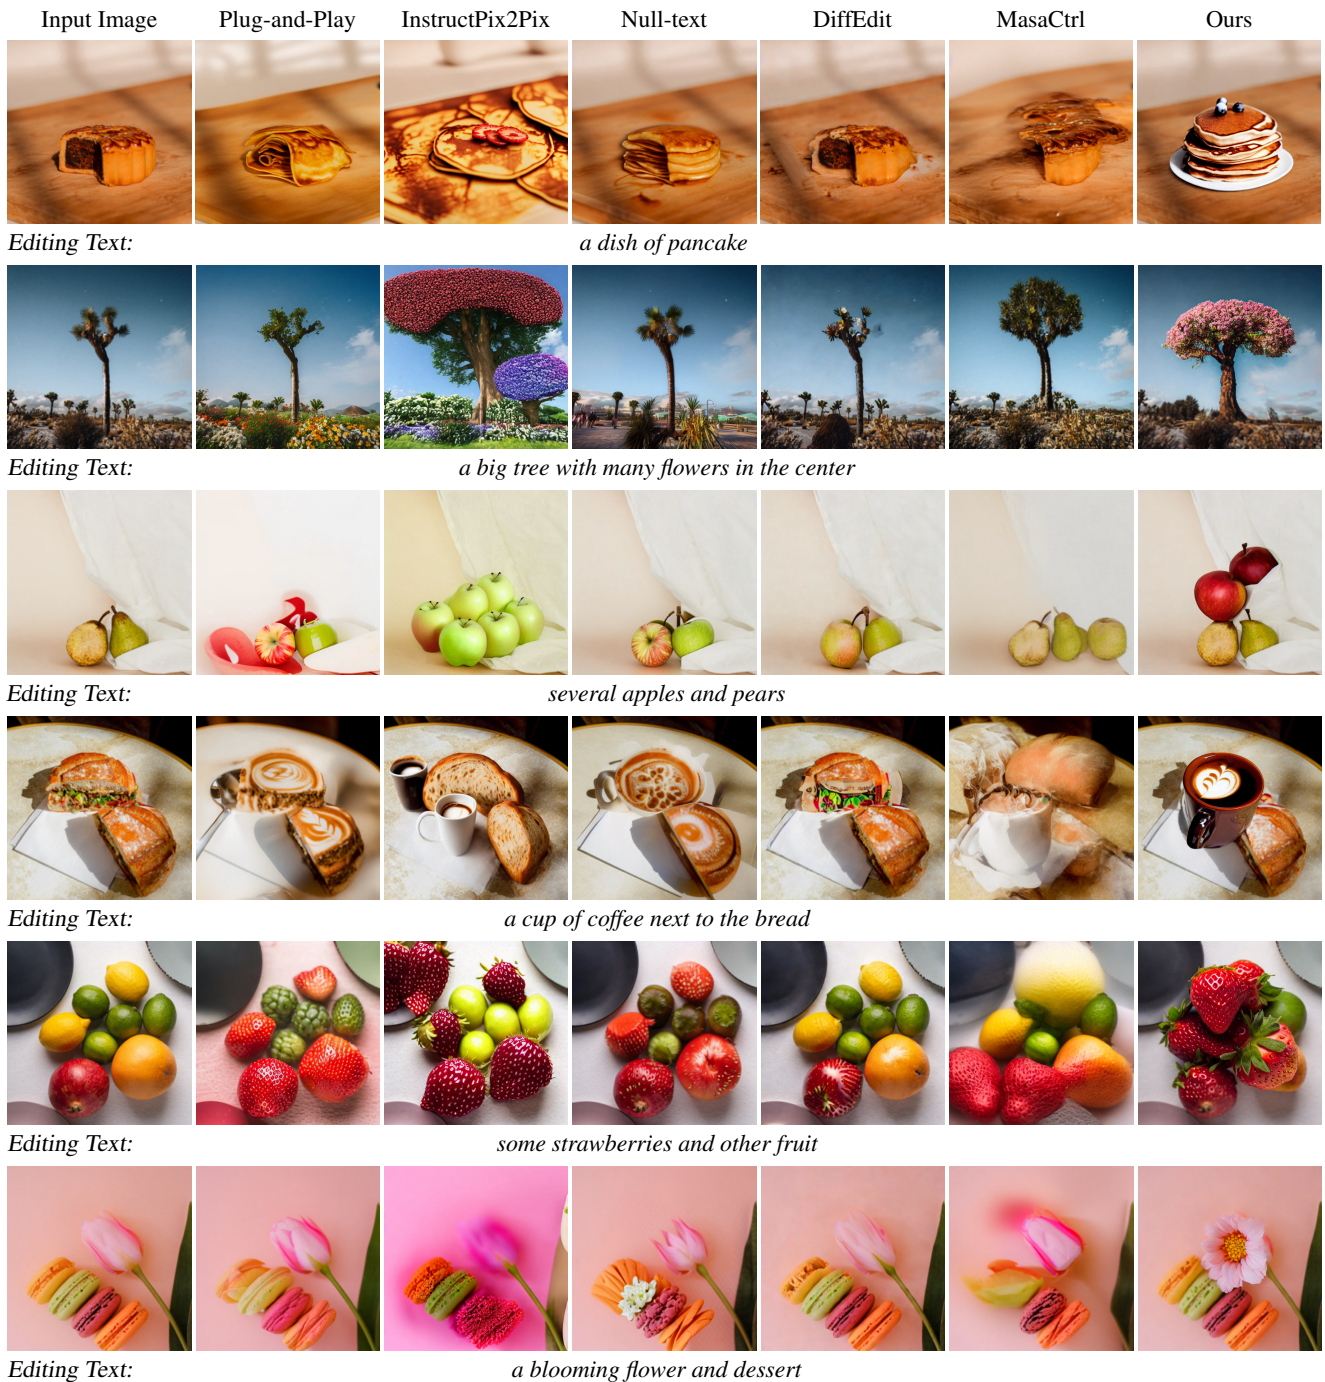 Input Image Plug-and-Play InstructPix2Pix Null-text DiffEdit MasaCtrl Ours
Editing Text: a dish of pancake
Editing Text: a big tree with many flowers in the center
Editing Text: several apples and pears
Editing Text: a cup of coffee next to the bread
Editing Text: some strawberries and other fruit
Editing Text: a blooming flower and dessert